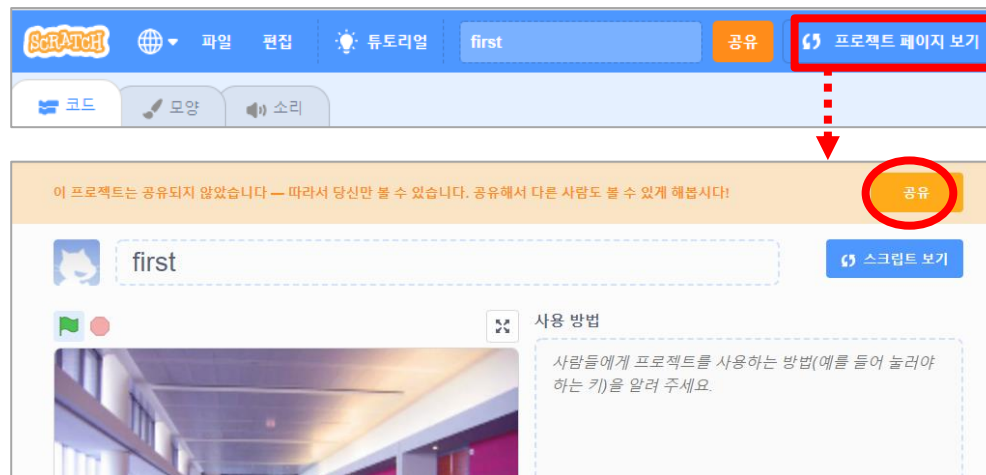 SCRATCH 파일 편집 튜토리얼 first 공유 프로젝트 페이지 보기
코드 모양 소리
이 프로젝트는 공유되지 않았습니다 — 따라서 당신만 볼 수 있습니다. 공유해서 다른 사람도 볼 수 있게 해봅시다!
공유
first
스크립트 보기
사용 방법
사람들에게 프로젝트를 사용하는 방법(예를 들어 눌러야
하는 키)을 알려 주세요.